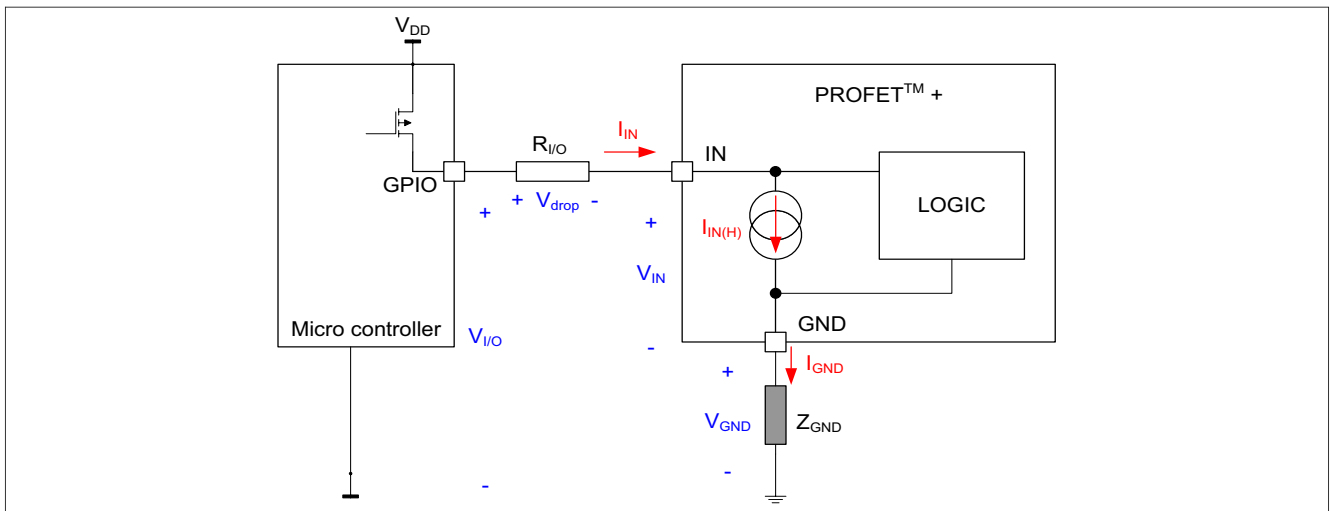 VDD
PROFET™ +
RI/O
IIN
IN
GPIO
+ Vdrop -
+
+
IIN(H)
LOGIC
VIN
Micro controller
VI/O
-
GND
+
IGND
VGND
ZGND
-
-